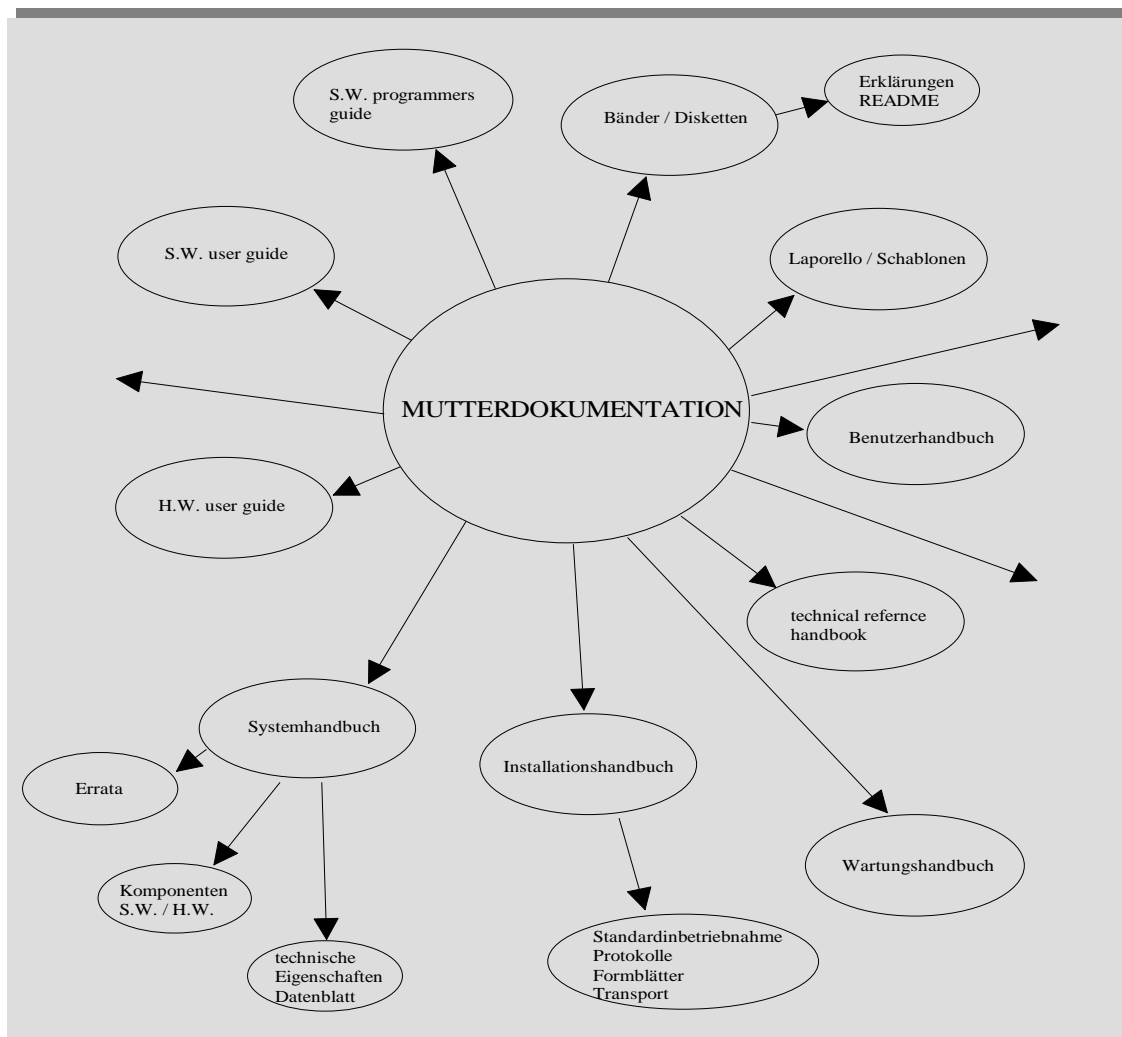 S.W. programmers
guide
Bänder / Disketten
Erklärungen
README
S.W. user guide
Laporello / Schablonen
MUTTERDOKUMENTATION
Benutzerhandbuch
H.W. user guide
technical refernce
handbook
Systemhandbuch
Installationshandbuch
Errata
Wartungshandbuch
Komponenten
S.W. / H.W.
technische
Eigenschaften
Datenblatt
Standardinbetriebnahme
Protokolle
Formblätter
Transport